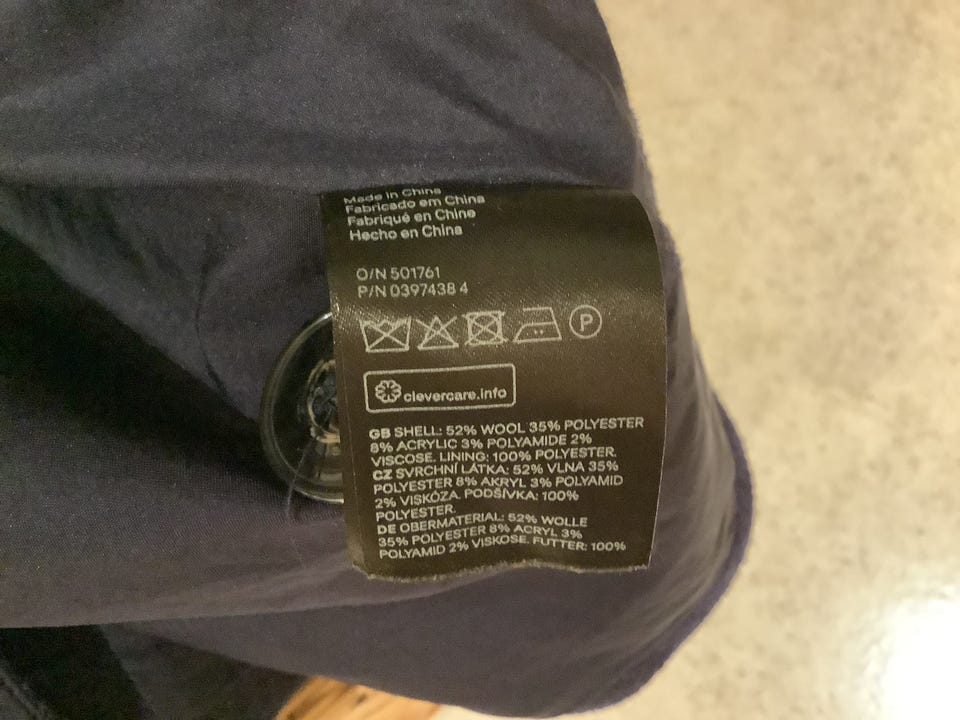 Made in China
Fabricado em China
Fabriqué en Chine
Hecho en China
O/N 501761
P/N 0397438 4
P
clevercare.info
GB SHELL: 52% WOOL 35% POLYESTER
8% ACRYLIC 3% POLYAMIDE 2%
VISCOSE. LINING: 100% POLYESTER.
CZ SVRCHNÍ LÁTKA: 52% VLNA 35%
POLYESTER 8% AKRYL 3% POLYAMID
2% VISKÓZA. PODŠÍVKA: 100%
POLYESTER.
DE OBERMATERIAL: 52% WOLLE
35% POLYESTER 8% ACRYL 3%
POLYAMID 2% VISKOSE. FUTTER: 100%